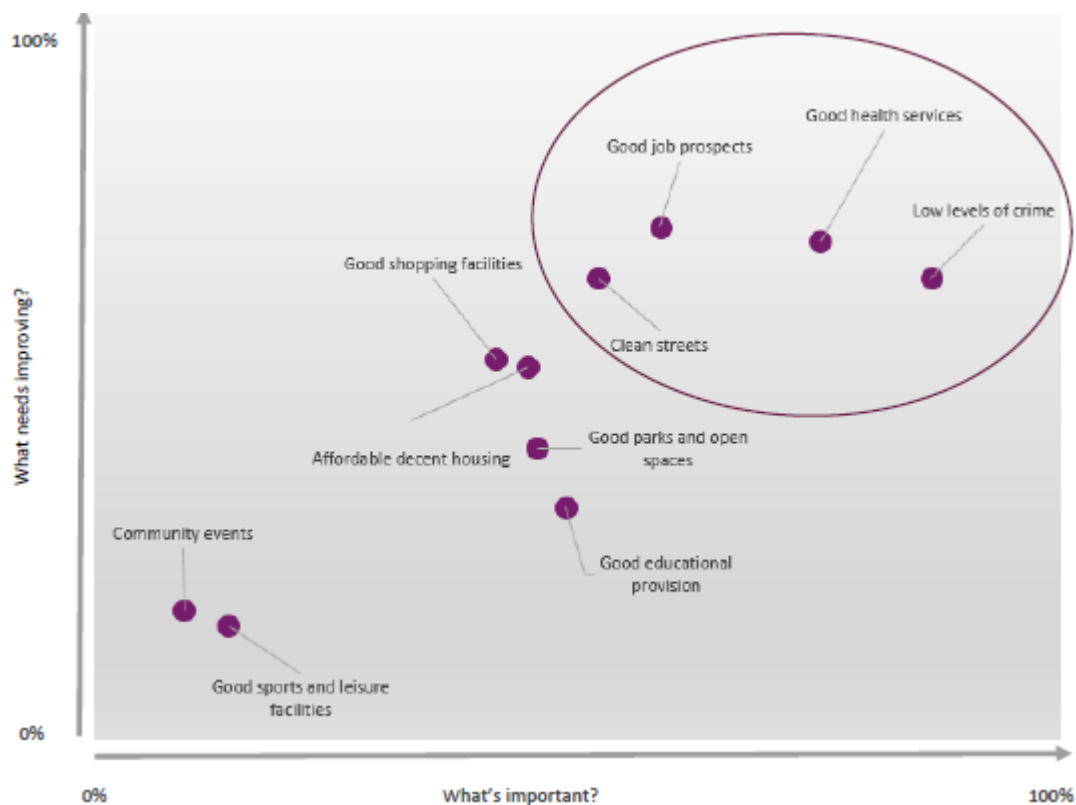 100%
Good health services
Good job prospects
Low levels of crime
Good shopping facilities
Clean streets
What needs improving?
Good parks and open
spaces
Affordable decent housing
Community events
Good educational
provision
Good sports and leisure
facilities
0%
0%
What's important?
100%